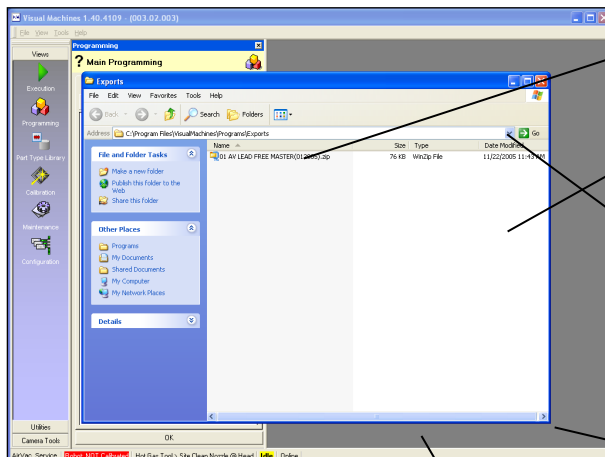 Visual Machines 1.40.4109 - (003.02.003)
File View Tools Help
Views
Execution
Programming
Part Type Library
Calibration
Maintenance
Configuration
Utilities
Camera Tools
Programming
? Main Programming
Exports
File Edit View Favorites Tools Help
Back Search Folders
Address C:\Program Files\VisualMachines\Programs\Exports Go
File and Folder Tasks
Make a new folder
Publish this folder to the
Web
Share this folder
Other Places
Programs
My Documents
Shared Documents
My Computer
My Network Places
Details
Name Size Type Date Modified
01 AV LEAD FREE MASTER( ).zip 76 KB WinZip File 11/22/2005 11:43 AM
OK
AirVac, Service Robot NOT Calibrated Hot Gas Tool \ Site Clean Nozzle @ Head Idle Online